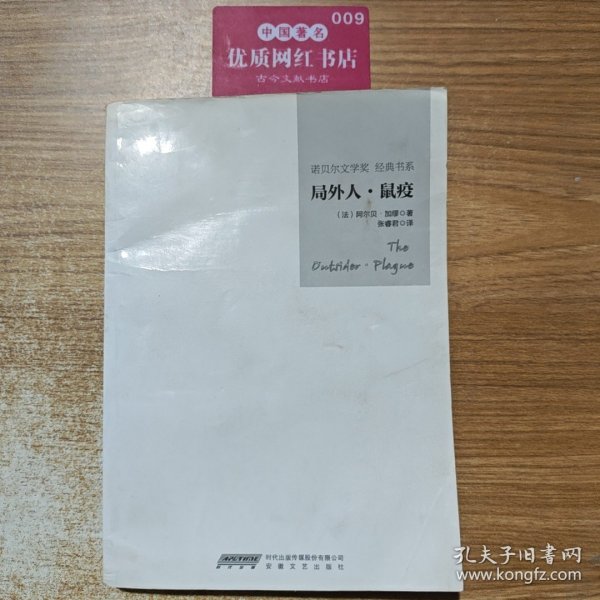 009
中国著名
优质网红书店
古今文献书店
诺贝尔文学奖 经典书系
局外人·鼠疫
(法)阿尔贝·加缪◎著
张睿君◎译
The
Outsider·Plague
时代出版传媒股份有限公司
安徽文艺出版社
孔夫子旧书网
www.kongfz.com